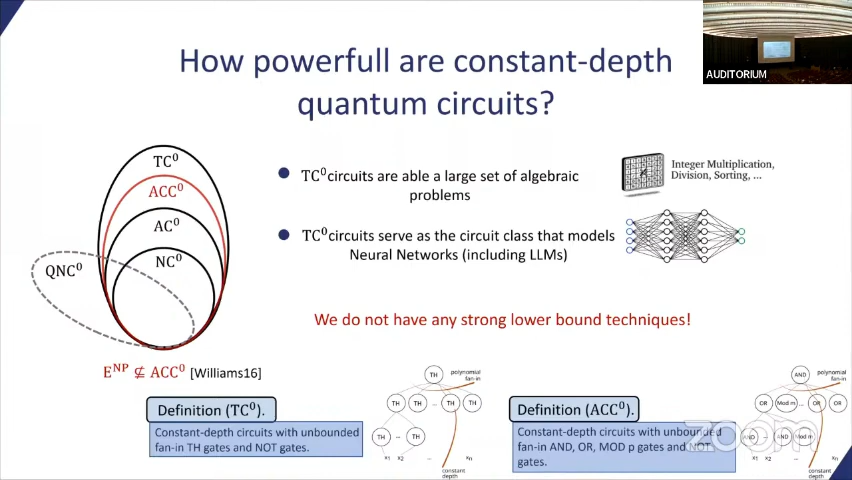 How powerfull are constant-depth
quantum circuits?
AUDITORIUM
TC⁰
ACC⁰
AC⁰
NC⁰
QNC⁰
Eᴺᴾ ⊈ ACC⁰ [Williams16]
TC⁰circuits are able a large set of algebraic
problems
Integer Multiplication,
Division, Sorting, ...
TC⁰circuits serve as the circuit class that models
Neural Networks (including LLMs)
We do not have any strong lower bound techniques!
Definition (TC⁰).
Constant-depth circuits with unbounded
fan-in TH gates and NOT gates.
TH
polynomial
fan-in
TH TH ... TH TH
TH ... TH
x₁ x₂ ...
constant
depth
Definition (ACC⁰).
Constant-depth circuits with unbounded
fan-in AND, OR, MOD p gates and NOT
gates.
AND
polynomial
fan-in
OR Mod m ... OR OR
AND ... AND Mod m
x₁ x₂ ...
constant
depth
zoom